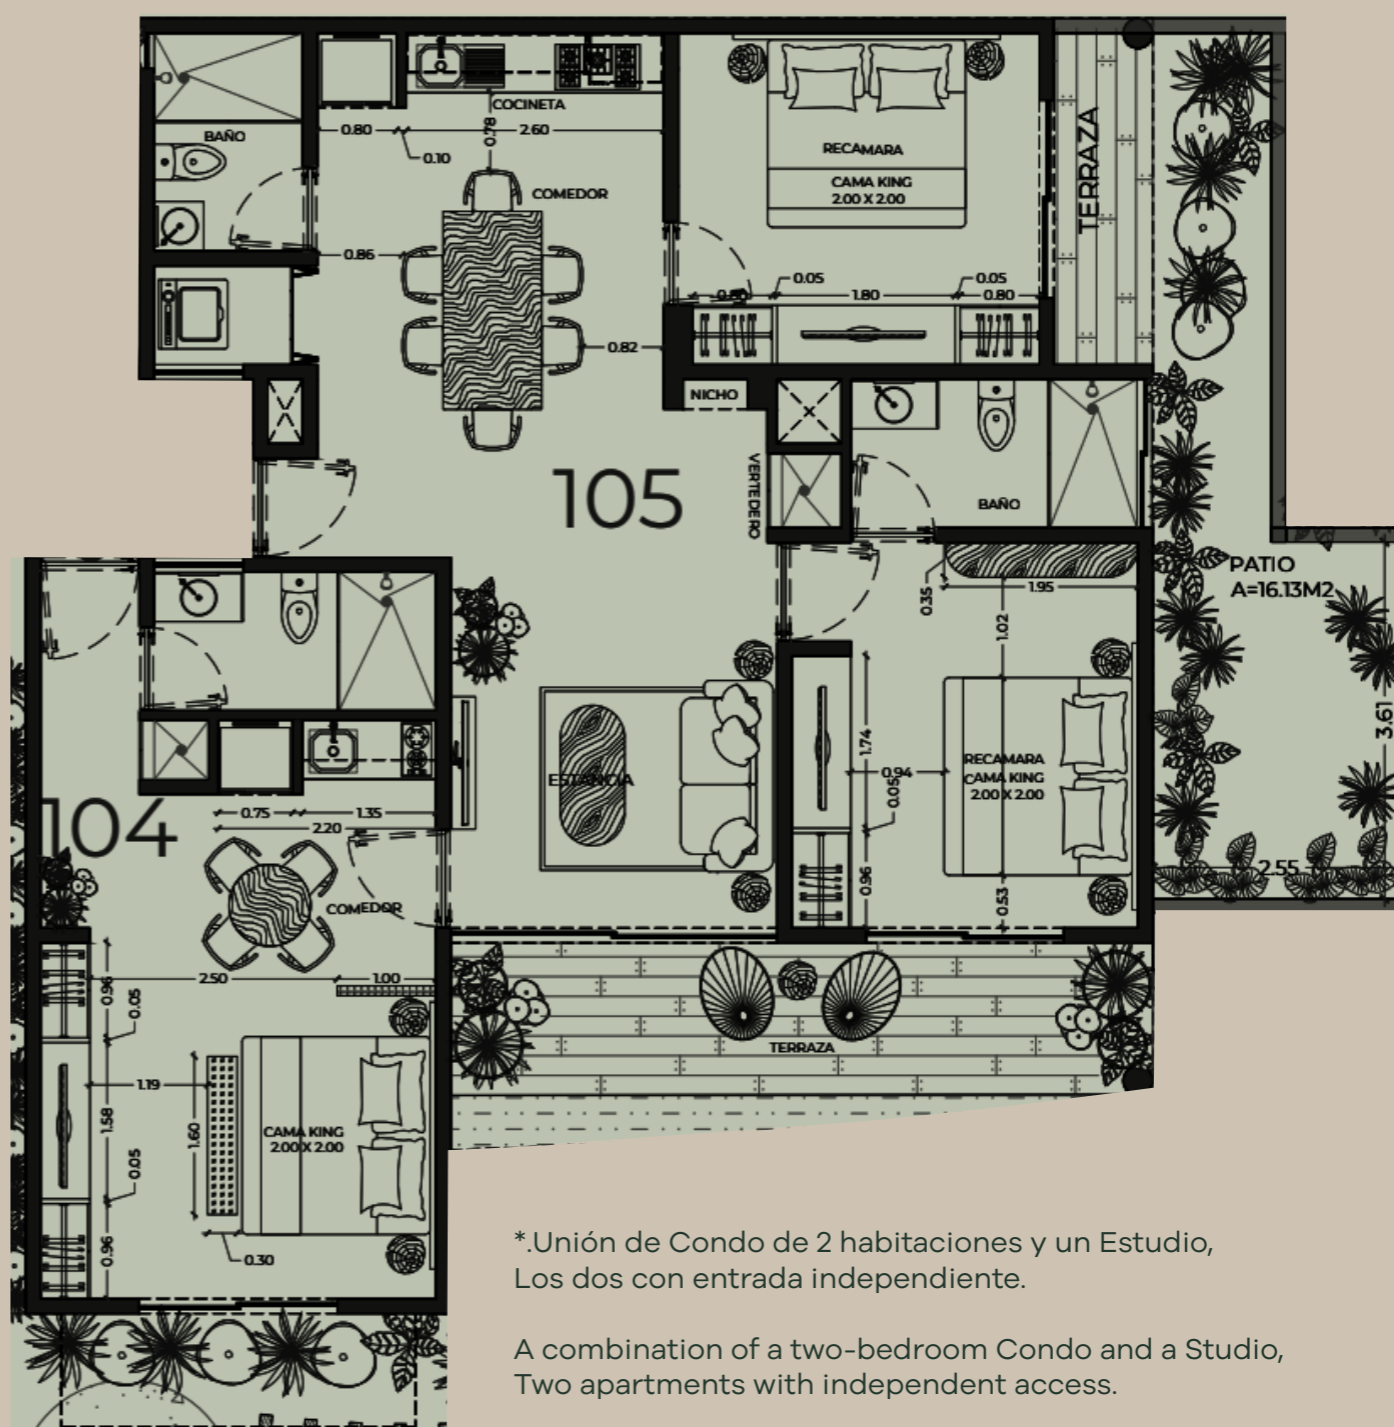 COCINETA
BAÑO
0.80
0.78
2.60
0.10
RECAMARA
TERRAZA
COMEDOR
CAMA KING
2.00 X 2.00
0.86
0.05
0.05
0.80
1.80
0.80
0.82
NICHO
105
VERTEDERO
BAÑO
PATIO
A=16.13M2
0.35
1.95
1.02
3.61
1.74
RECAMARA
CAMA KING
2.00 X 2.00
0.94
0.05
ESTANCIA
104
0.75
1.35
2.20
2.55
0.96
0.53
COMEDOR
2.50
1.00
0.96
0.05
TERRAZA
1.19
1.58
1.60
CAMA KING
2.00 X 2.00
0.05
0.96
0.30
*.Unión de Condo de 2 habitaciones y un Estudio,
Los dos con entrada independiente.
A combination of a two-bedroom Condo and a Studio,
Two apartments with independent access.